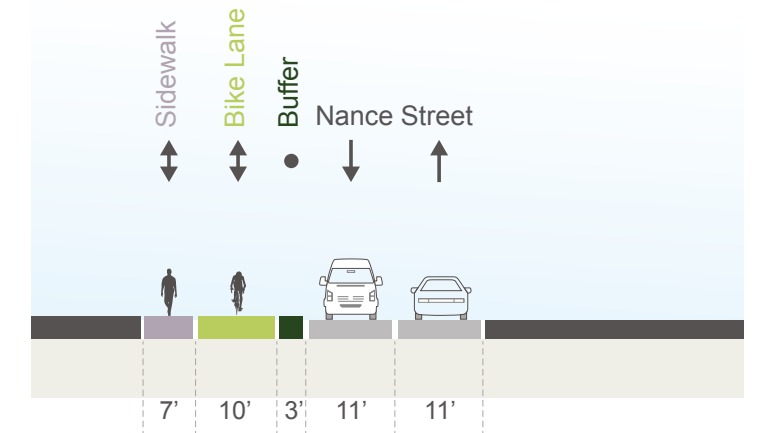 Sidewalk
Bike Lane
Buffer
Nance Street
7’ 10’ 3’ 11’ 11’